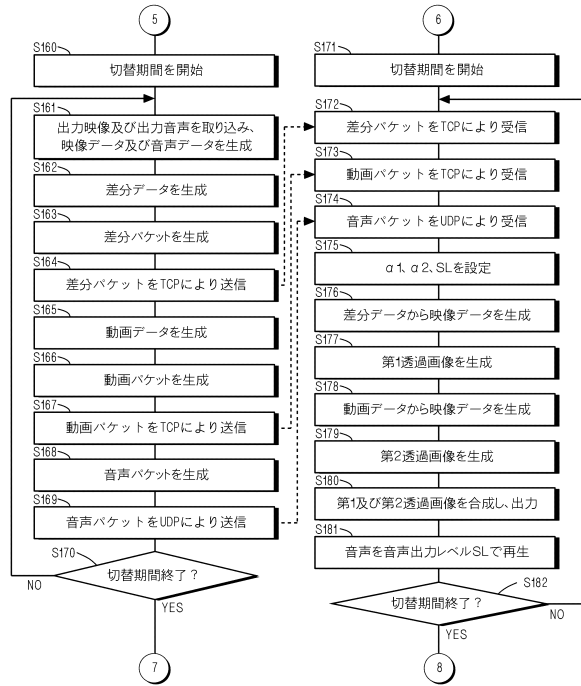 5
S160
切替期間を開始
S161
出力映像及び出力音声を取り込み、
映像データ及び音声データを生成
S162
差分データを生成
S163
差分パケットを生成
S164
差分パケットをTCPにより送信
S165
動画データを生成
S166
動画パケットを生成
S167
動画パケットをTCPにより送信
S168
音声パケットを生成
S169
音声パケットをUDPにより送信
S170
切替期間終了？
NO
YES
7
6
S171
切替期間を開始
S172
差分パケットをTCPにより受信
S173
動画パケットをTCPにより受信
S174
音声パケットをUDPにより受信
S175
α1、α2、SLを設定
S176
差分データから映像データを生成
S177
第1透過画像を生成
S178
動画データから映像データを生成
S179
第2透過画像を生成
S180
第1及び第2透過画像を合成し、出力
S181
音声を音声出力レベルSLで再生
S182
切替期間終了？
NO
YES
8